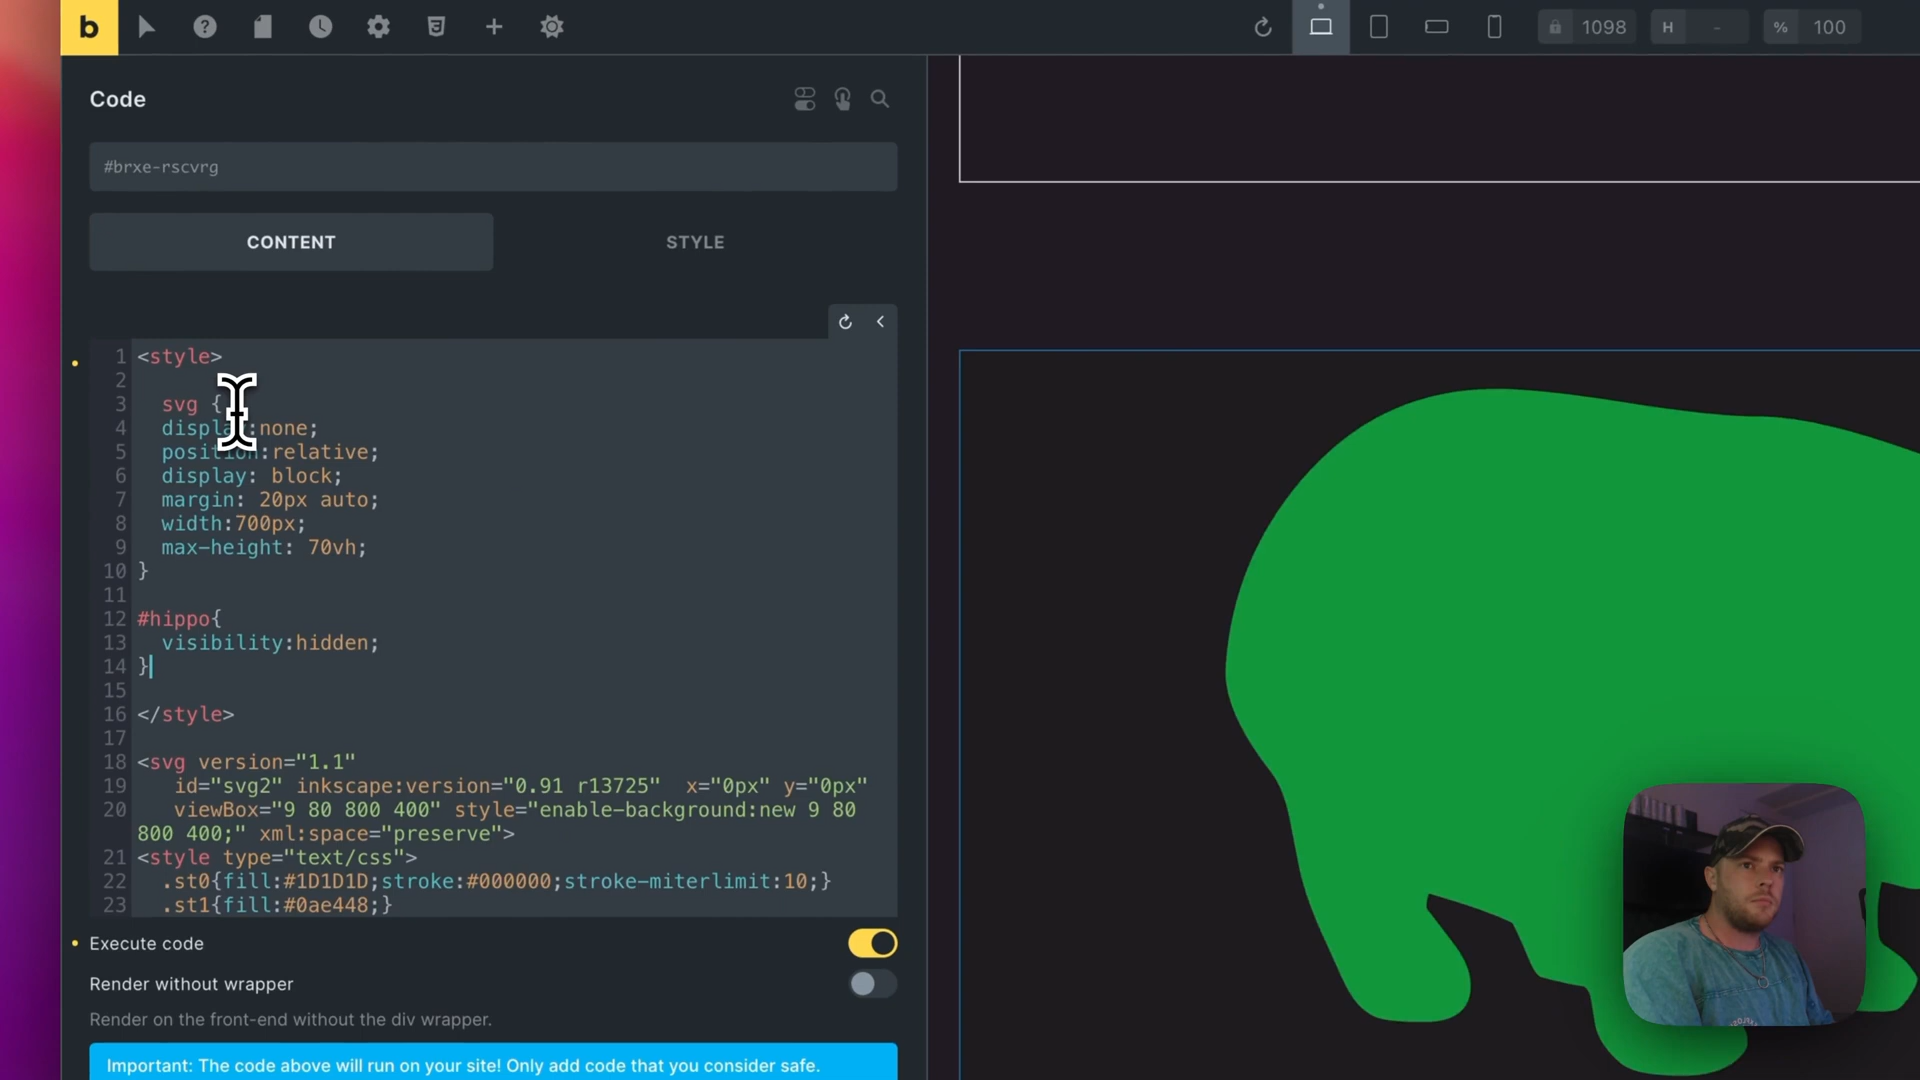 b
1098
H
-
%
100
Code
#brxe-rscvrg
CONTENT
STYLE
1 <style>
2
3 svg {
4 display:none;
5 position:relative;
6 display: block;
7 margin: 20px auto;
8 width:700px;
9 max-height: 70vh;
10 }
11
12 #hippo{
13 visibility:hidden;
14 }
15
16 </style>
17
18 <svg version="1.1"
19 id="svg2" inkscape:version="0.91 r13725" x="0px" y="0px"
20 viewBox="9 80 800 400" style="enable-background:new 9 80
800 400;" xml:space="preserve">
21 <style type="text/css">
22 .st0{fill:#1D1D1D;stroke:#000000;stroke-miterlimit:10;}
23 .st1{fill:#0ae448;}
Execute code
Render without wrapper
Render on the front-end without the div wrapper.
Important: The code above will run on your site! Only add code that you consider safe.